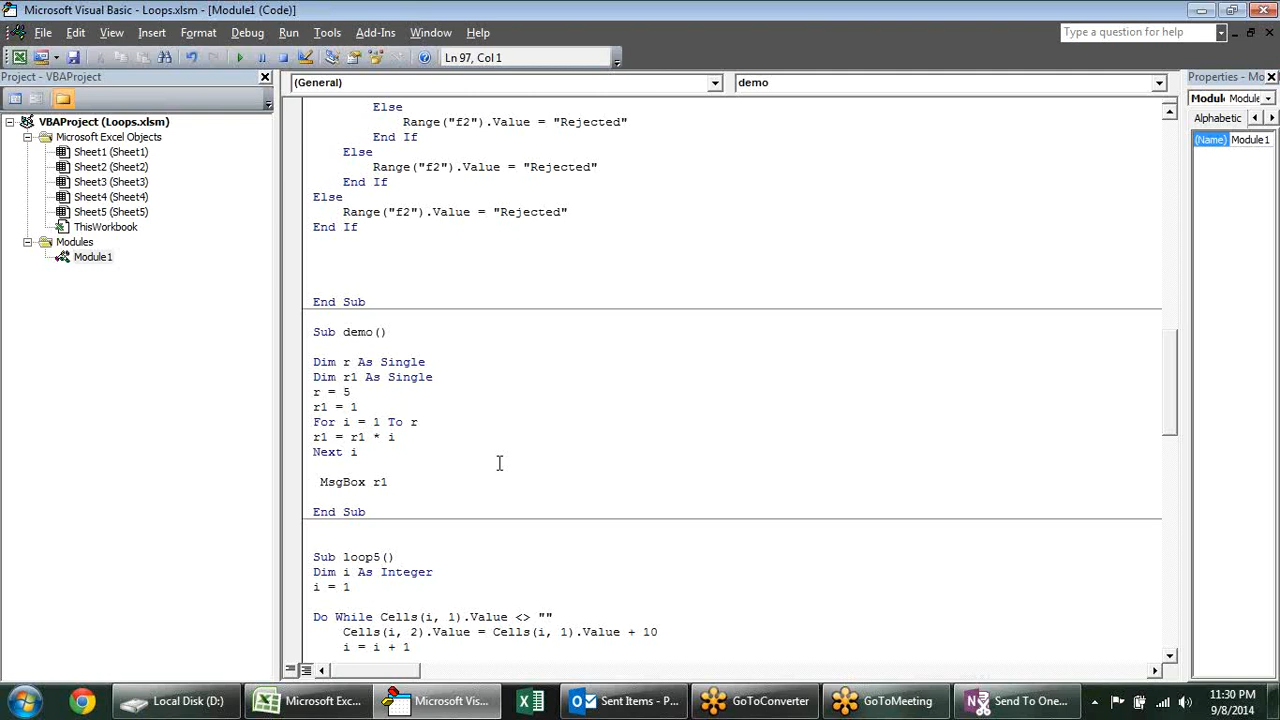 Microsoft Visual Basic - Loops.xlsm - [Module1 (Code)]
File Edit View Insert Format Debug Run Tools Add-Ins Window Help
Type a question for help
Ln 97, Col 1
Project - VBAProject
(General)
demo
Properties - Mo
VBAProject (Loops.xlsm)
Microsoft Excel Objects
Sheet1 (Sheet1)
Sheet2 (Sheet2)
Sheet3 (Sheet3)
Sheet4 (Sheet4)
Sheet5 (Sheet5)
ThisWorkbook
Modules
Module1
Else
Range("f2").Value = "Rejected"
End If
Else
Range("f2").Value = "Rejected"
End If
Else
Range("f2").Value = "Rejected"
End If
End Sub
Sub demo()
Dim r As Single
Dim r1 As Single
r = 5
r1 = 1
For i = 1 To r
r1 = r1 * i
Next i
MsgBox r1
End Sub
Sub loop5()
Dim i As Integer
i = 1
Do While Cells(i, 1).Value <> ""
Cells(i, 2).Value = Cells(i, 1).Value + 10
i = i + 1
Module Module
Alphabetic
(Name) Module1
Local Disk (D:)
Microsoft Exc...
Microsoft Vis...
Sent Items - P...
GoToConverter
GoToMeeting
Send To One...
11:30 PM
9/8/2014